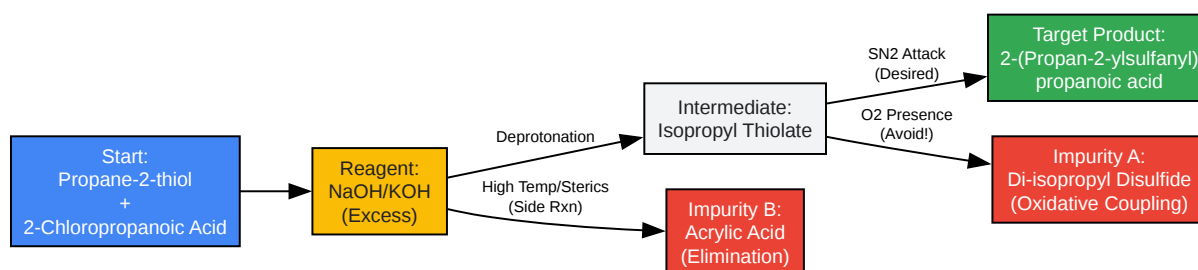 Start:
Propane-2-thiol
+
2-Chloropropanoic Acid
Reagent:
NaOH/KOH
(Excess)
Deprotonation
High Temp/Sterics
(Side Rxn)
Intermediate:
Isopropyl Thiolate
Impurity B:
Acrylic Acid
(Elimination)
SN2 Attack
(Desired)
O2 Presence
(Avoid!)
Target Product:
2-(Propan-2-ylsulfanyl)
propanoic acid
Impurity A:
Di-isopropyl Disulfide
(Oxidative Coupling)